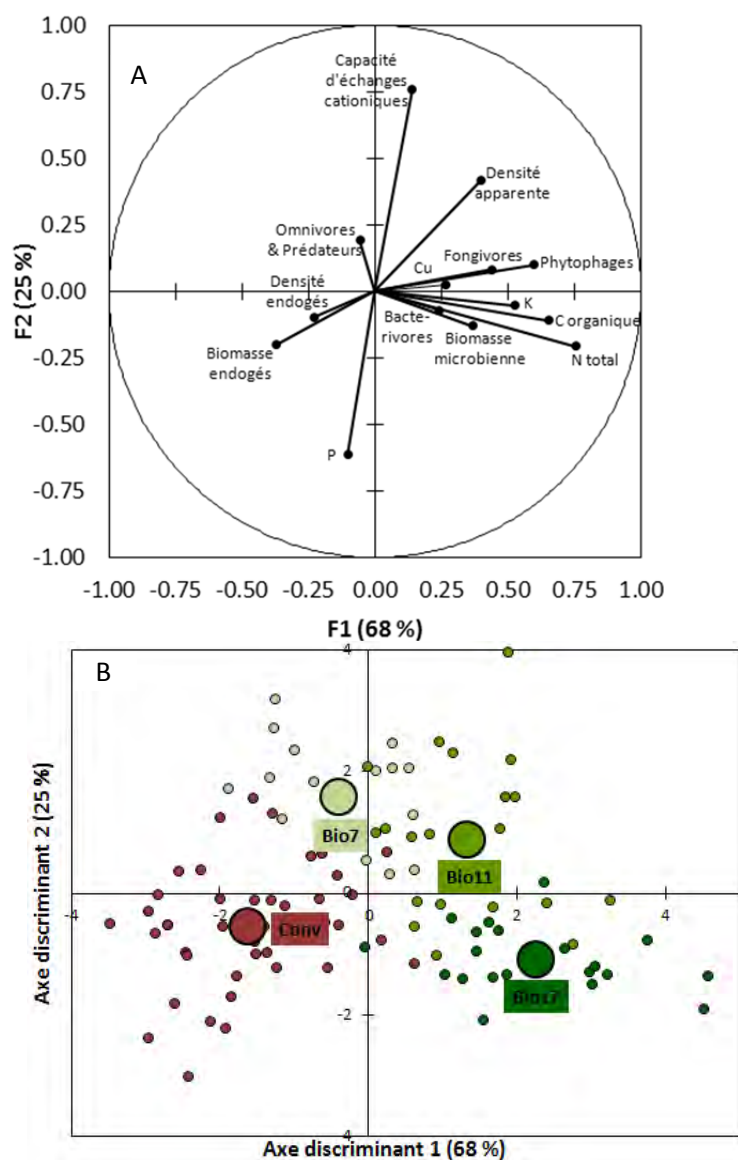 A
1.00
0.75
0.50
0.25
0.00
-0.25
-0.50
-0.75
-1.00
F2 (25 %)
Capacité
d'échanges
cationiques
Densité
apparente
Omnivores
& Prédateurs
Cu
Fongivores
Phytophages
Densité
endogés
K
Bacte-
rivores
C organique
Biomasse
endogés
Biomasse
microbienne
N total
P
-1.00 -0.75 -0.50 -0.25 0.00 0.25 0.50 0.75 1.00
F1 (68 %)
B
4
2
Bio7
Bio11
-4 -2 0 2 4
Conv
Bio17
-2
4
Axe discriminant 2 (25 %)
Axe discriminant 1 (68 %)